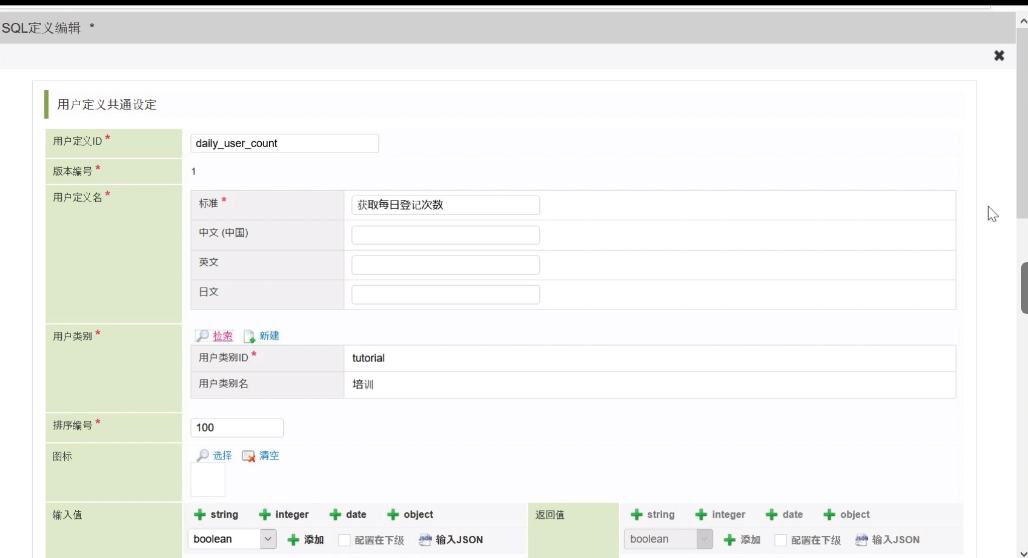 SQL定义编辑 *
用户定义共通设定
用户定义ID * daily_user_count
版本编号 * 1
用户定义名 * 标准 * 获取每日登记次数
中文 (中国)
英文
日文
用户类别 * 检索 新建
用户类别ID * tutorial
用户类别名 培训
排序编号 * 100
图标 选择 清空
输入值 string integer date object 返回值 string integer date object
boolean 添加 配置在下级 输入JSON boolean 添加 配置在下级 输入JSON